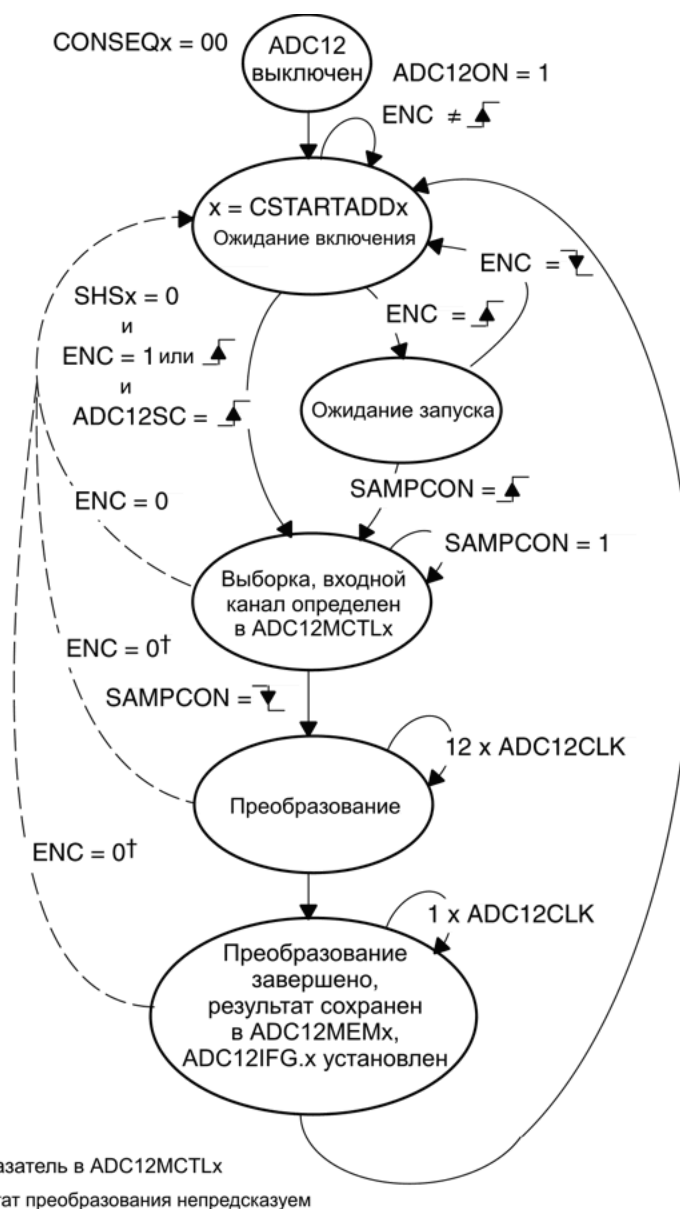 CONSEQx = 00
ADC12
выключен
ADC12ON = 1
ENC ≠
x = CSTARTADDx
Ожидание включения
ENC =
SHSx = 0
и
ENC = 1 или
и
ADC12SC =
ENC =
Ожидание запуска
SAMPCON =
ENC = 0
SAMPCON = 1
Выборка, входной
канал определен
в ADC12MCTLx
ENC = 0†
SAMPCON =
12 x ADC12CLK
Преобразование
ENC = 0†
1 x ADC12CLK
Преобразование
завершено,
результат сохранен
в ADC12MEMx,
ADC12IFG.x установлен
в ADC12MCTLx
преобразования непредсказуем